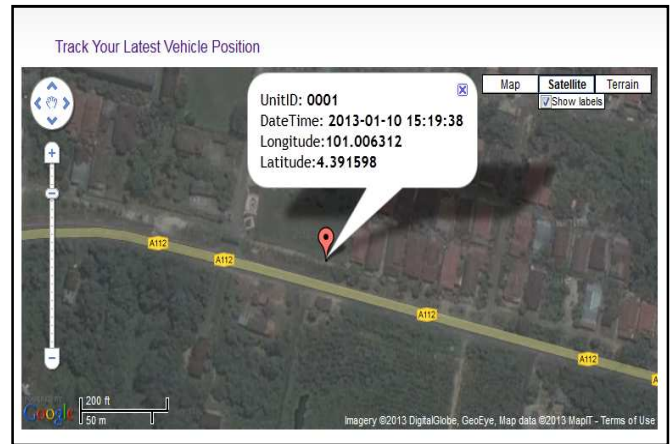 Track Your Latest Vehicle Position
UnitID: 0001
DateTime: 2013-01-10 15:19:38
Longitude:101.006312
Latitude:4.391598
Map Satellite Terrain
Show labels
A112
A112
A112
A112
A
200 ft
50 m
POWERED BY
Google
Imagery ©2013 DigitalGlobe, GeoEye, Map data ©2013 MapIT - Terms of Use